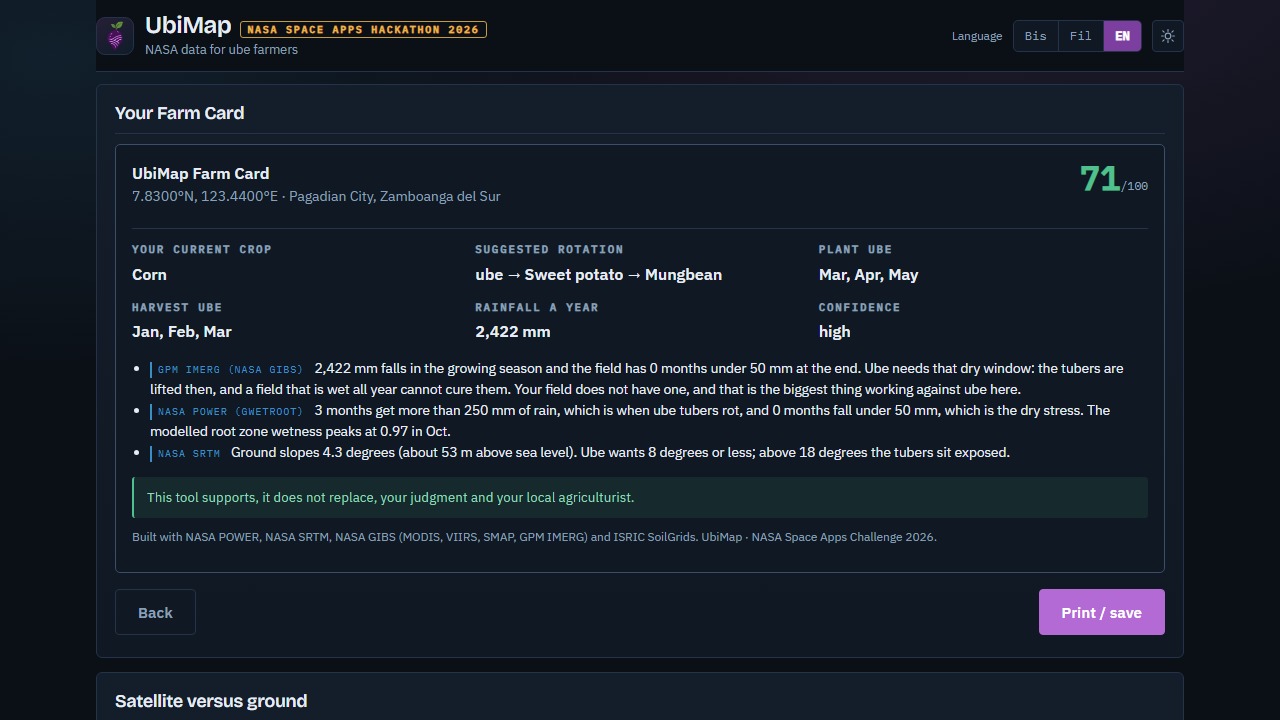 UbiMap NASA SPACE APPS HACKATHON 2026
NASA data for ube farmers
Language Bis Fil EN
Your Farm Card
UbiMap Farm Card
7.8300°N, 123.4400°E · Pagadian City, Zamboanga del Sur
71/100
YOUR CURRENT CROP
Corn
SUGGESTED ROTATION
ube → Sweet potato → Mungbean
PLANT UBE
Mar, Apr, May
HARVEST UBE
Jan, Feb, Mar
RAINFALL A YEAR
2,422 mm
CONFIDENCE
high
GPM IMERG (NASA GIBS) 2,422 mm falls in the growing season and the field has 0 months under 50 mm at the end. Ube needs that dry window: the tubers are
lifted then, and a field that is wet all year cannot cure them. Your field does not have one, and that is the biggest thing working against ube here.
NASA POWER (GWETROOT) 3 months get more than 250 mm of rain, which is when ube tubers rot, and 0 months fall under 50 mm, which is the dry stress. The
modelled root zone wetness peaks at 0.97 in Oct.
NASA SRTM Ground slopes 4.3 degrees (about 53 m above sea level). Ube wants 8 degrees or less; above 18 degrees the tubers sit exposed.
This tool supports, it does not replace, your judgment and your local agriculturist.
Built with NASA POWER, NASA SRTM, NASA GIBS (MODIS, VIIRS, SMAP, GPM IMERG) and ISRIC SoilGrids. UbiMap · NASA Space Apps Challenge 2026.
Back
Print / save
Satellite versus ground